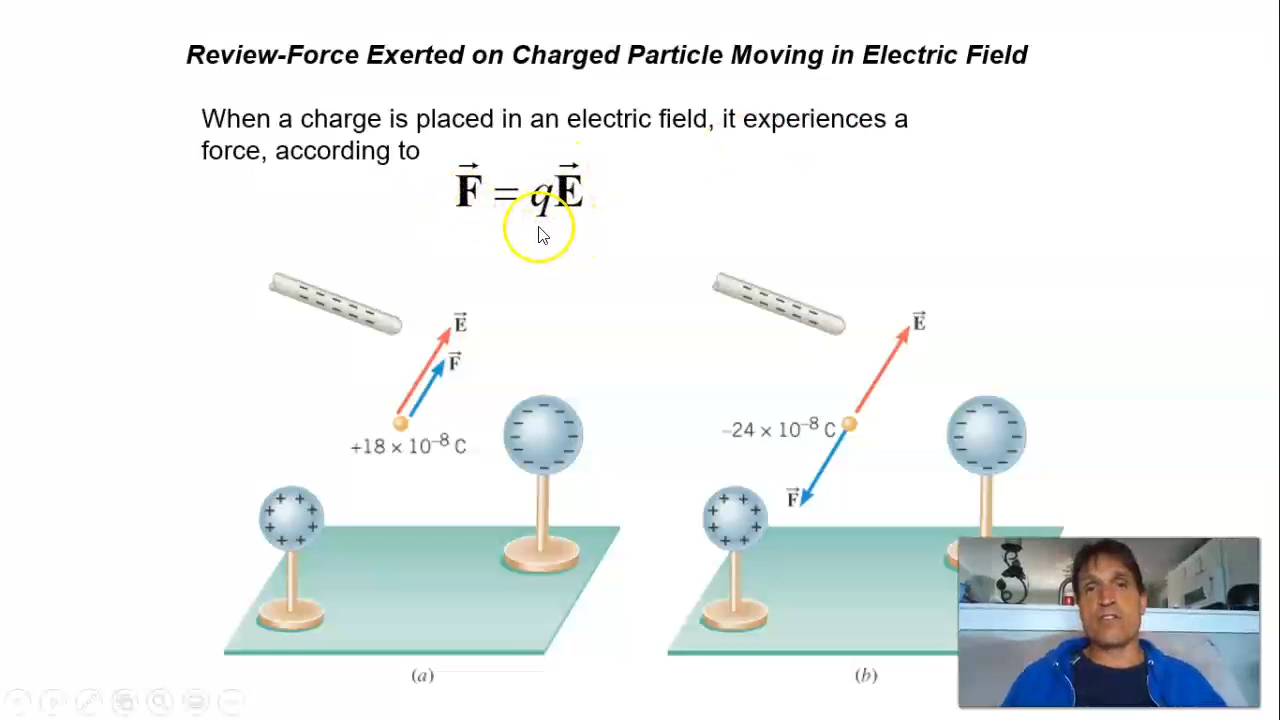 Review-Force Exerted on Charged Particle Moving in Electric Field
When a charge is placed in an electric field, it experiences a
force, according to
F⃗ = qE⃗
E⃗
F⃗
+18 × 10⁻⁸ C
(a)
E⃗
−24 × 10⁻⁸ C
F⃗
(b)